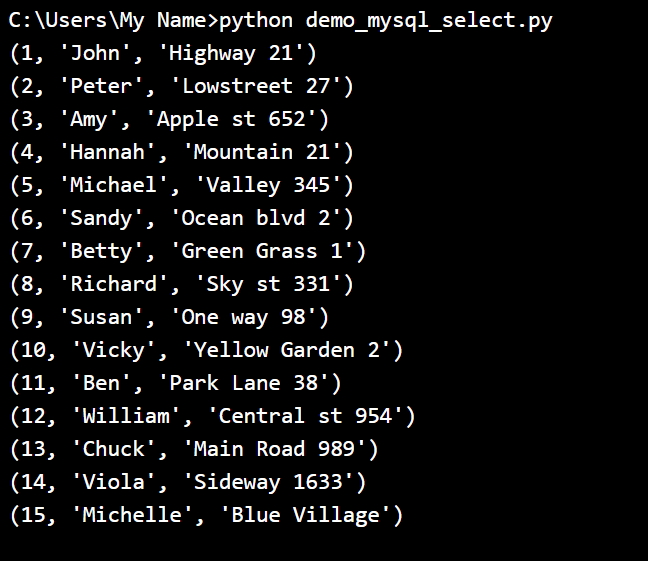 C:\Users\My Name>python demo_mysql_select.py
(1, 'John', 'Highway 21')
(2, 'Peter', 'Lowstreet 27')
(3, 'Amy', 'Apple st 652')
(4, 'Hannah', 'Mountain 21')
(5, 'Michael', 'Valley 345')
(6, 'Sandy', 'Ocean blvd 2')
(7, 'Betty', 'Green Grass 1')
(8, 'Richard', 'Sky st 331')
(9, 'Susan', 'One way 98')
(10, 'Vicky', 'Yellow Garden 2')
(11, 'Ben', 'Park Lane 38')
(12, 'William', 'Central st 954')
(13, 'Chuck', 'Main Road 989')
(14, 'Viola', 'Sideway 1633')
(15, 'Michelle', 'Blue Village')